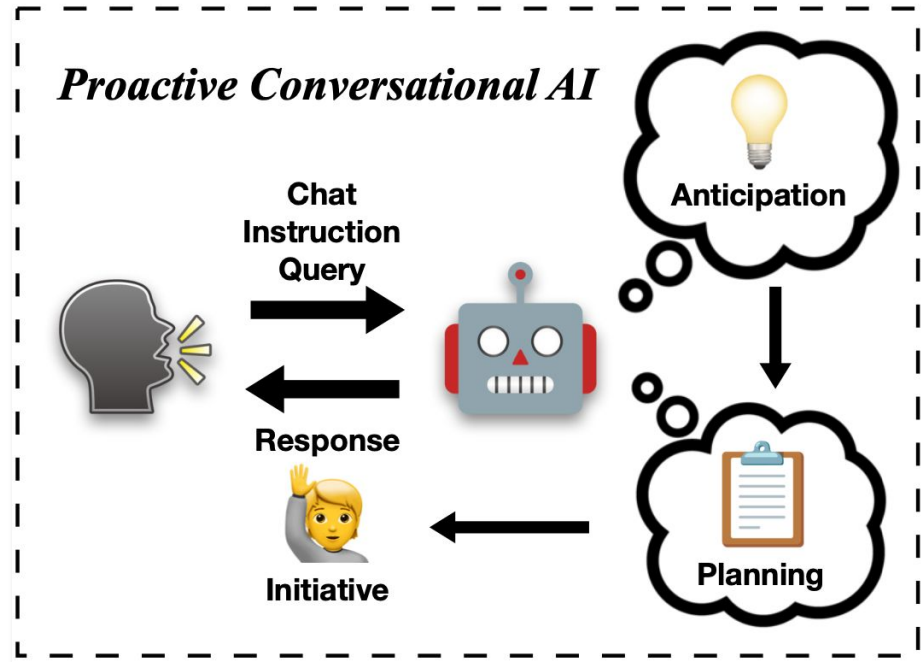 Proactive Conversational AI
Chat
Instruction
Query
Response
Initiative
Anticipation
Planning